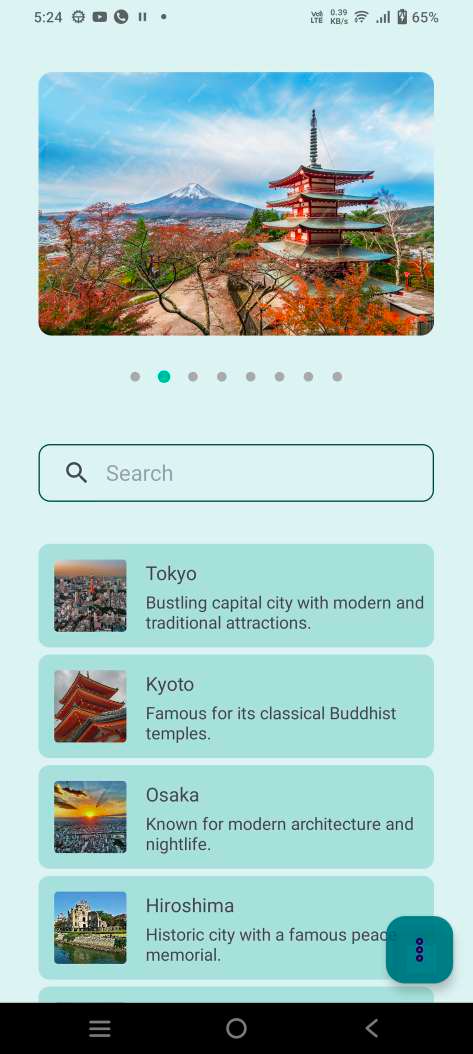 5:24
Vo)
LTE
0.39
KB/s
65%
Search
Tokyo
Bustling capital city with modern and
traditional attractions.
Kyoto
Famous for its classical Buddhist
temples.
Osaka
Known for modern architecture and
nightlife.
Hiroshima
Historic city with a famous peace
memorial.